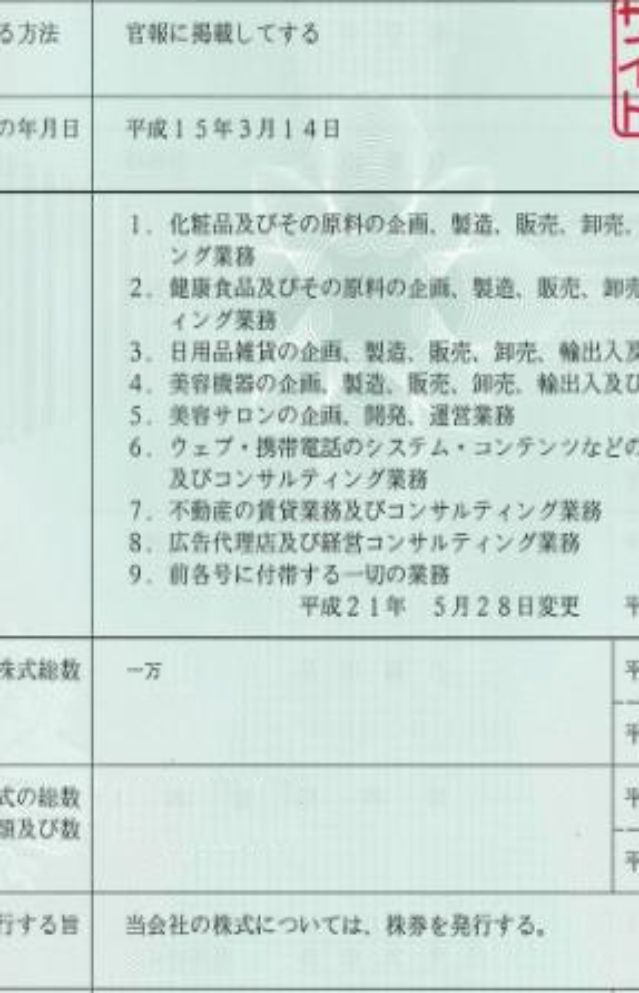 る方法 官報に掲載してする
の年月日 平成15年3月14日
1. 化粧品及びその原料の企画、製造、販売、卸売、
ング業務
2. 健康食品及びその原料の企画、製造、販売、卸売
ィング業務
3. 日用品雑貨の企画、製造、販売、卸売、輸出入及
4. 美容機器の企画、製造、販売、卸売、輸出入及び
5. 美容サロンの企画、開発、運営業務
6. ウェブ・携帯電話のシステム・コンテンツなどの
及びコンサルティング業務
7. 不動産の賃貸業務及びコンサルティング業務
8. 広告代理店及び経営コンサルティング業務
9. 前各号に付帯する一切の業務
平成21年 5月28日変更 平
株式総数 一万 平
平
式の総数 平
類及び数
平
行する旨 当会社の株式については、株券を発行する。
サイト